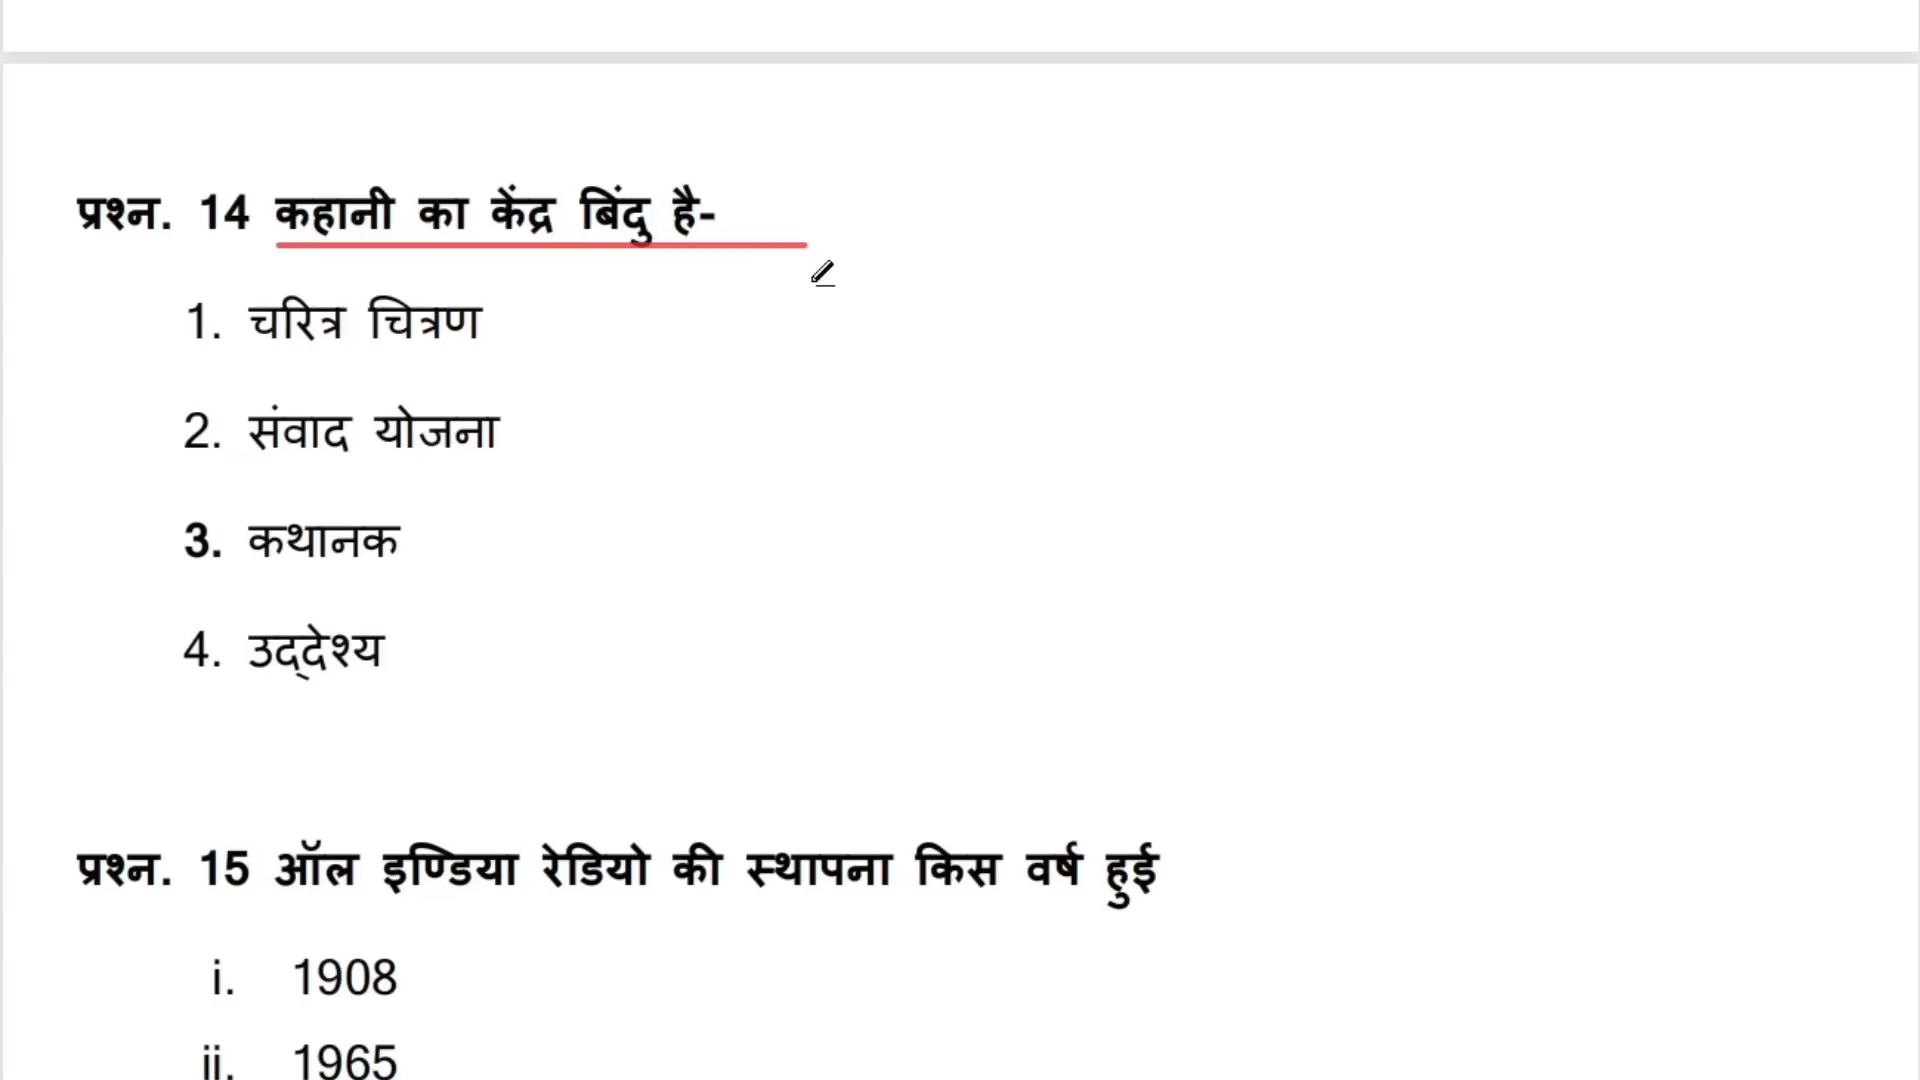 प्रश्न. 14 कहानी का केंद्र बिंदु है-
1. चरित्र चित्रण
2. संवाद योजना
3. कथानक
4. उद्देश्य
प्रश्न. 15 ऑल इण्डिया रेडियो की स्थापना किस वर्ष हुई
i. 1908
ii. 1965